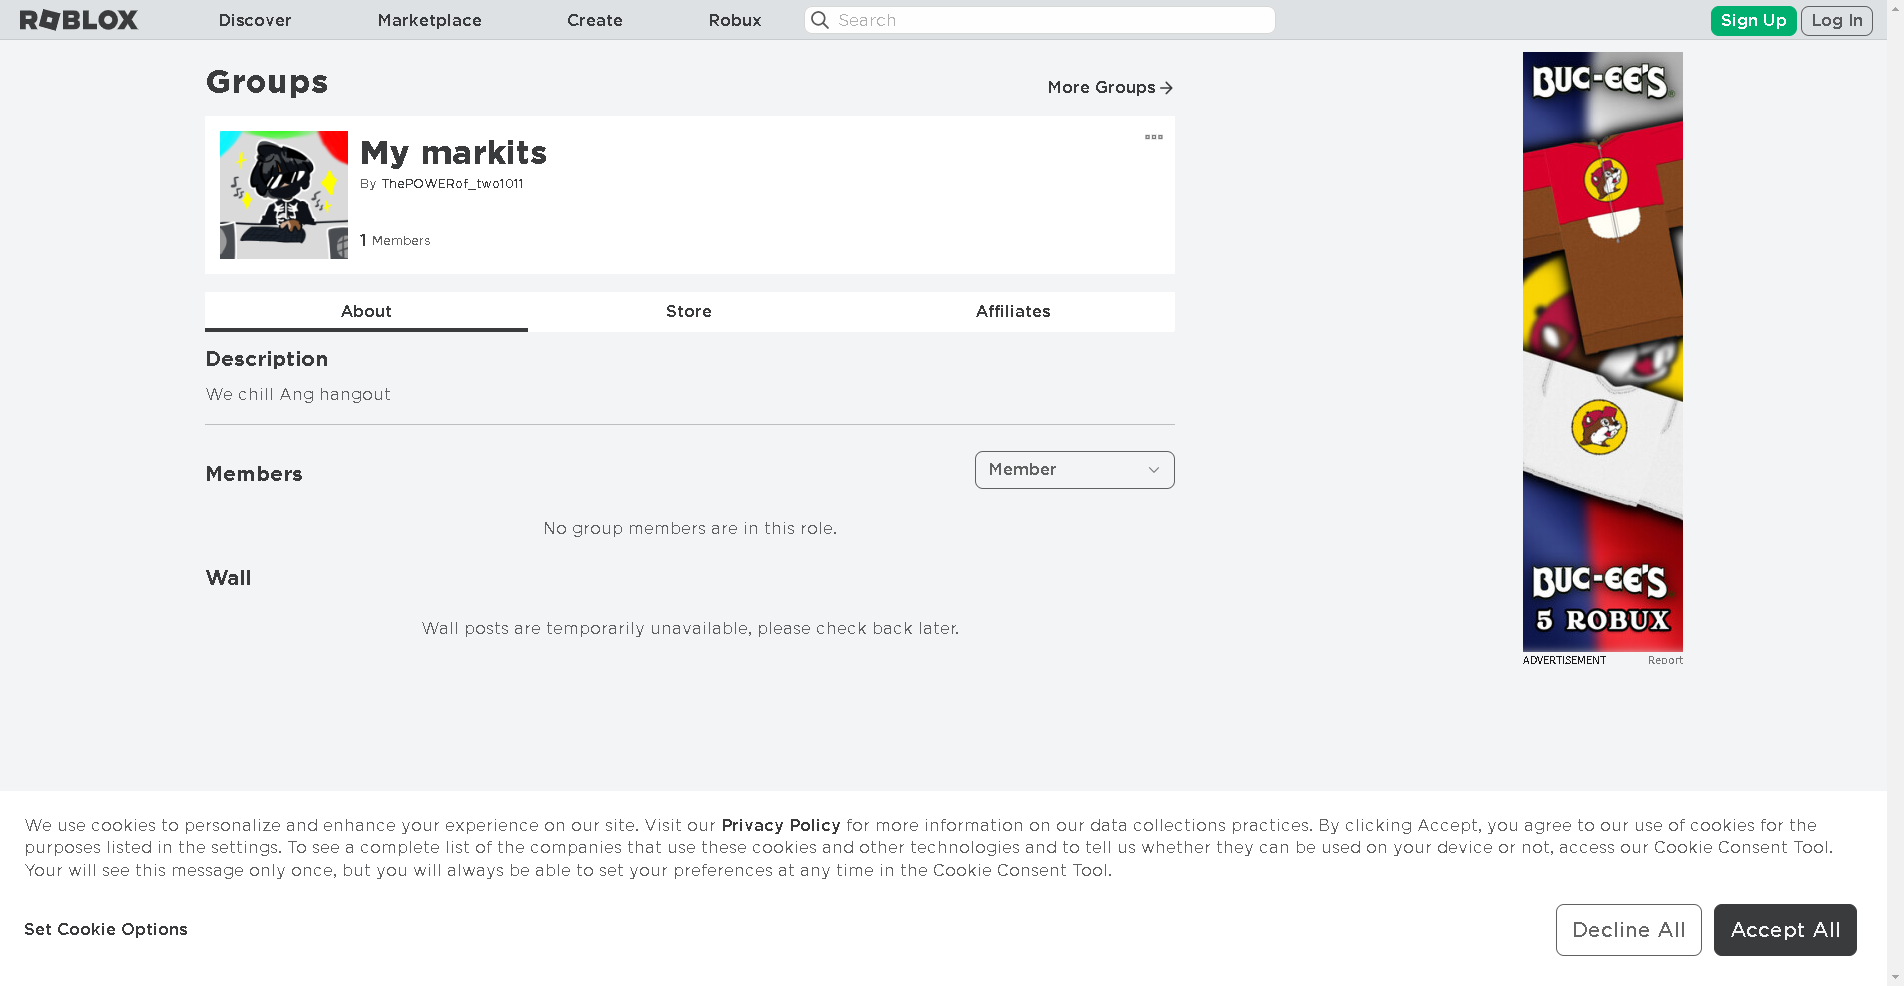 ROBLOX
Discover
Marketplace
Create
Robux
Search
Sign Up
Log In
Groups
More Groups
My markits
By ThePOWERof_two1011
1 Members
About
Store
Affiliates
Description
We chill Ang hangout
Members
Member
No group members are in this role.
Wall
Wall posts are temporarily unavailable, please check back later.
BUC-EE'S
BUC-EE'S
5 ROBUX
ADVERTISEMENT
Report
We use cookies to personalize and enhance your experience on our site. Visit our Privacy Policy for more information on our data collections practices. By clicking Accept, you agree to our use of cookies for the
purposes listed in the settings. To see a complete list of the companies that use these cookies and other technologies and to tell us whether they can be used on your device or not, access our Cookie Consent Tool.
Your will see this message only once, but you will always be able to set your preferences at any time in the Cookie Consent Tool.
Set Cookie Options
Decline All
Accept All